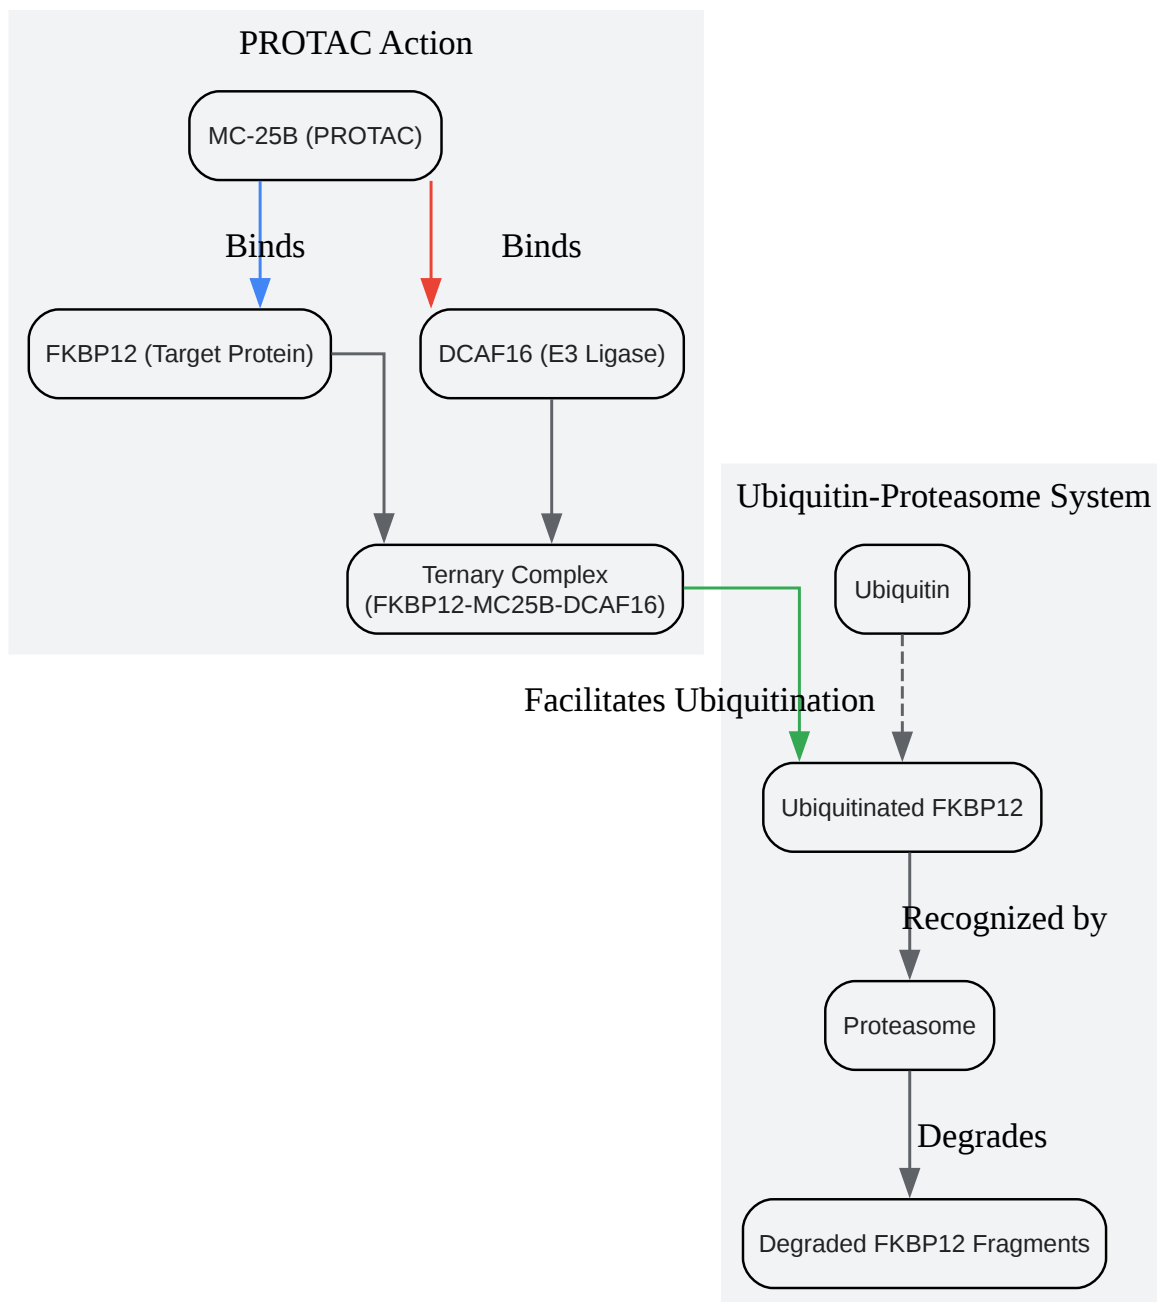 PROTAC Action
MC-25B (PROTAC)
Binds
Binds
FKBP12 (Target Protein)
DCAF16 (E3 Ligase)
Ternary Complex
(FKBP12-MC25B-DCAF16)
Ubiquitin-Proteasome System
Ubiquitin
Facilitates Ubiquitination
Ubiquitinated FKBP12
Recognized by
Proteasome
Degrades
Degraded FKBP12 Fragments